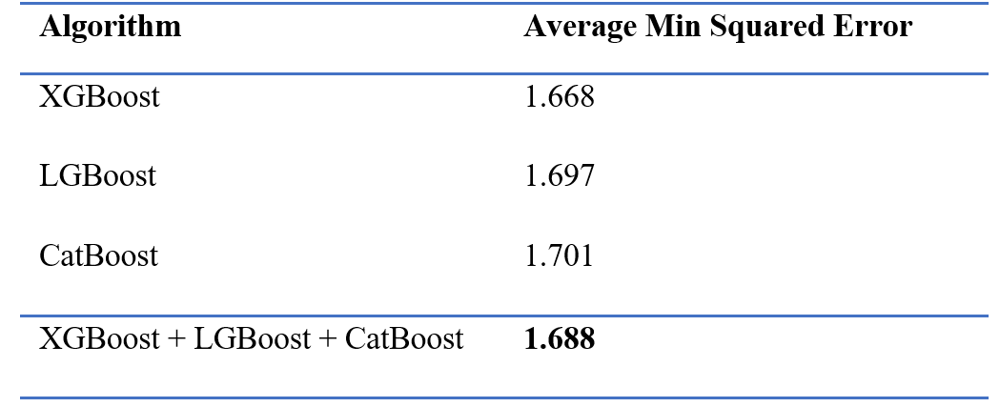 Algorithm Average Min Squared Error
XGBoost 1.668
LGBoost 1.697
CatBoost 1.701
XGBoost + LGBoost + CatBoost 1.688